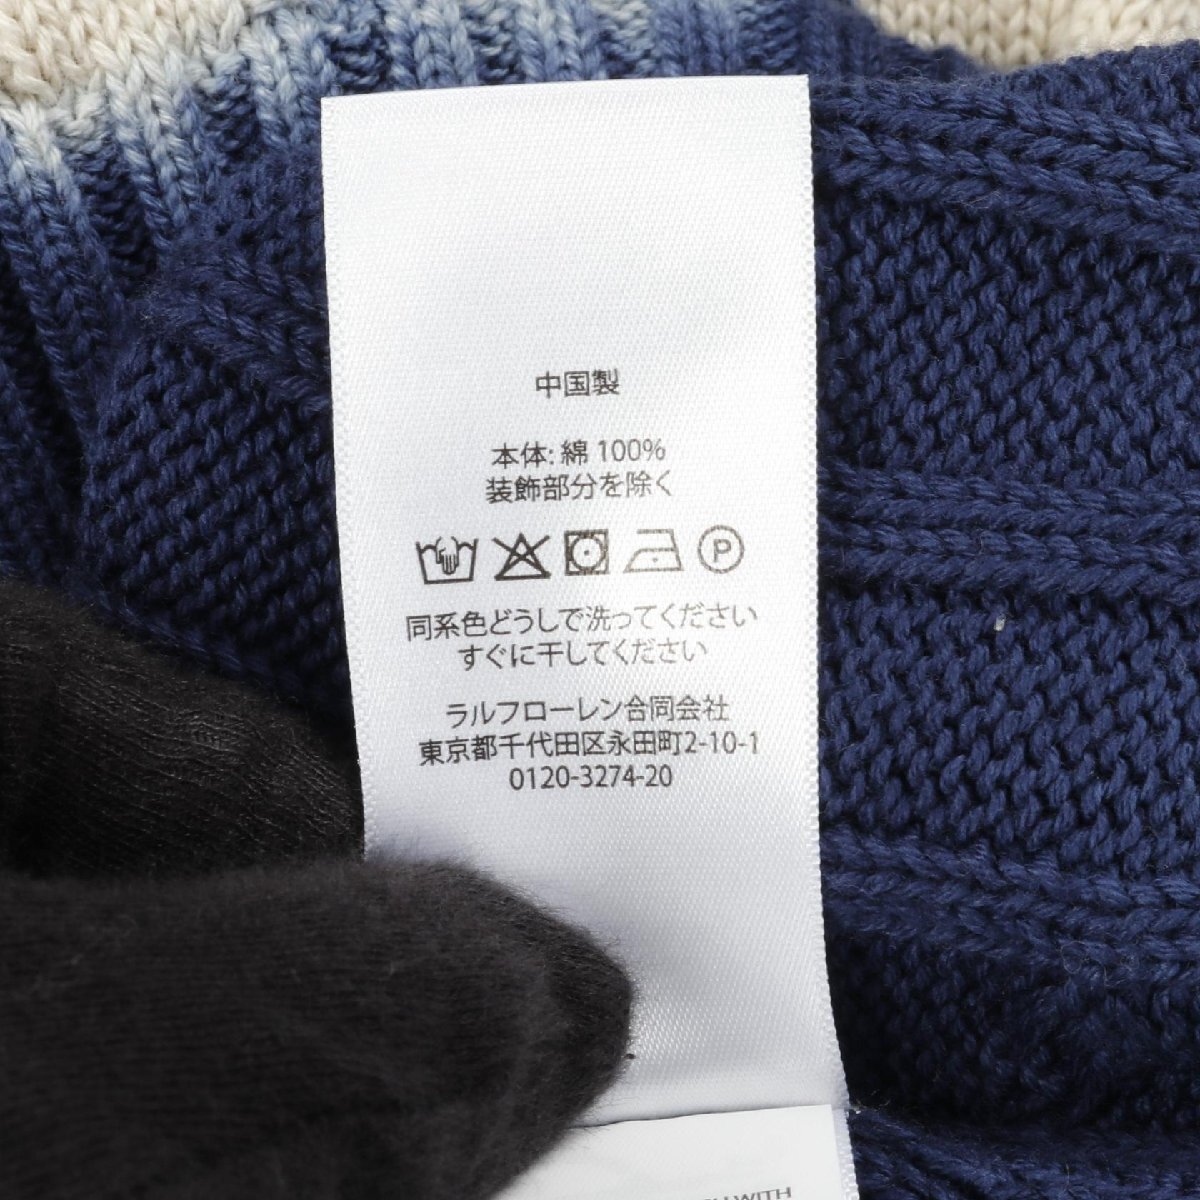 中国製
本体: 綿 100%
装飾部分を除く
P
同系色どうしで洗ってください
すぐに干してください
ラルフローレン合同会社
東京都千代田区永田町2-10-1
0120-3274-20
WITH